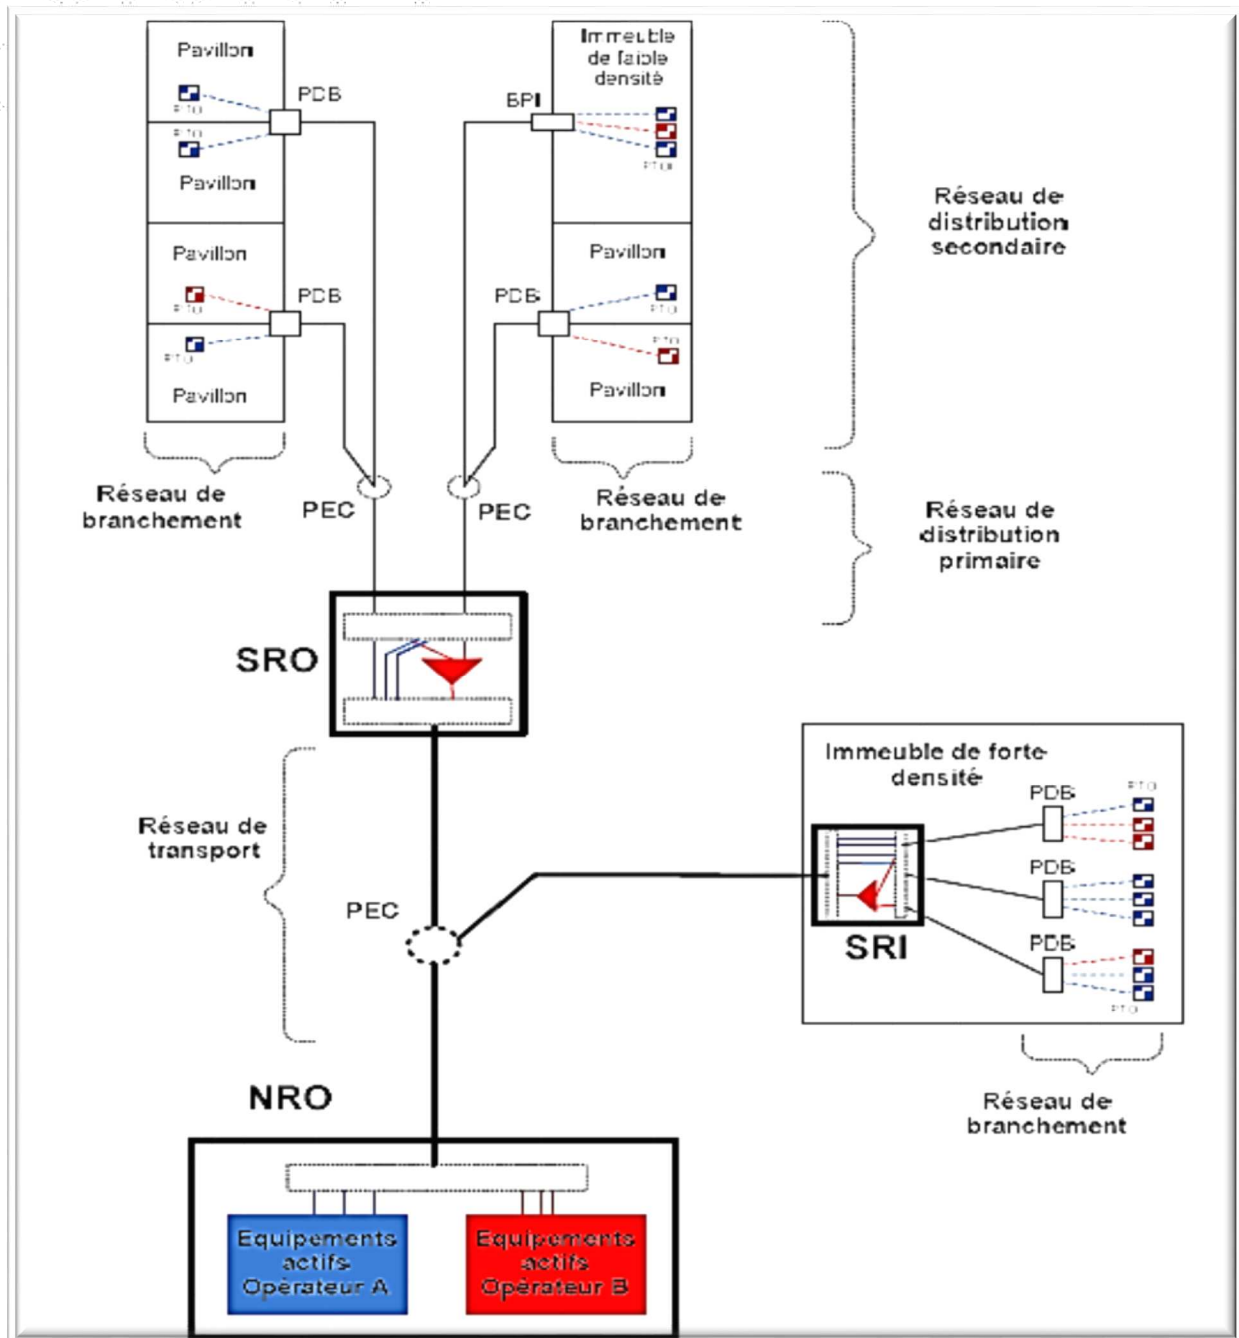 Pavillon
PDB
PTO
PTO
Pavillon
Pavillon
PDB
PTO
PTO
Pavillon
Réseau de
branchement
PEC
Immeuble
de faible
densité
BPI
PTO
Pavillon
PDB
PTO
PTO
Pavillon
PEC
Réseau de
branchement
Réseau de
distribution
secondaire
Réseau de
distribution
primaire
SRO
Réseau de
transport
PEC
Immeuble de forte
densité
PDB
PTO
PDB
SRI
PDB
PTO
Réseau de
branchement
NRO
Equipements
actifs
Opérateur A
Equipements
actifs
Opérateur B